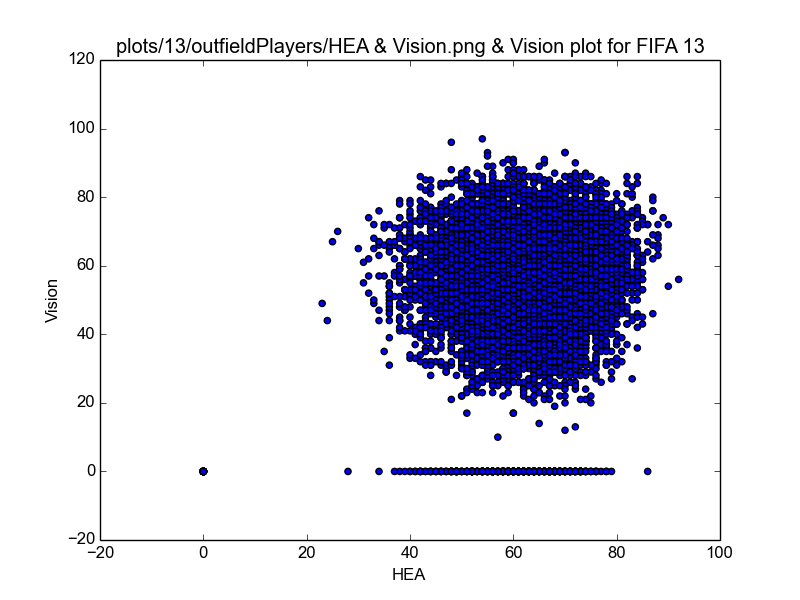 plots/13/outfieldPlayers/HEA & Vision.png & Vision plot for FIFA 13
120
100
80
60
40
20
0
−20
Vision
−20 0 20 40 60 80 100
HEA